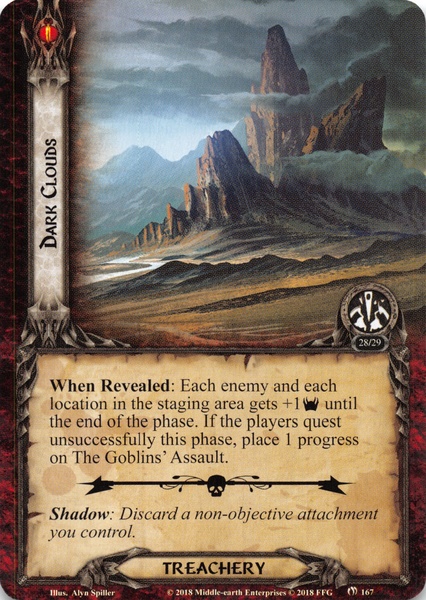 DARK CLOUDS
28/29
When Revealed: Each enemy and each
location in the staging area gets +1 until
the end of the phase. If the players quest
unsuccessfully this phase, place 1 progress
on The Goblins' Assault.
Shadow: Discard a non-objective attachment
you control.
TREACHERY
Illus. Alyn Spiller © 2018 Middle-earth Enterprises © 2018 FFG 167